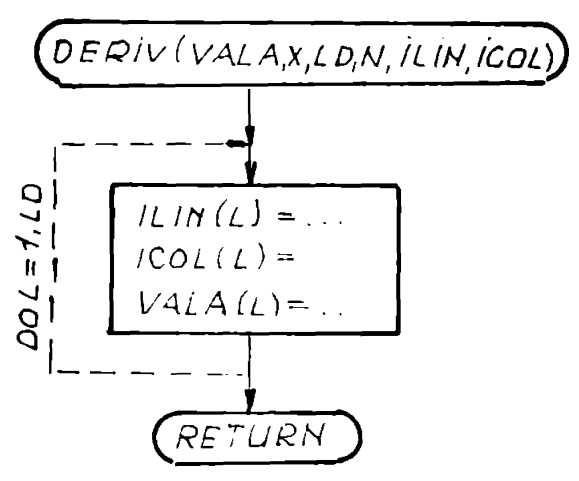 DERIV(VALA,X,LD,N,ILIN,ICOL)
DO L=1,LD
ILIN(L) =...
ICOL(L) =
VALA(L)=...
RETURN